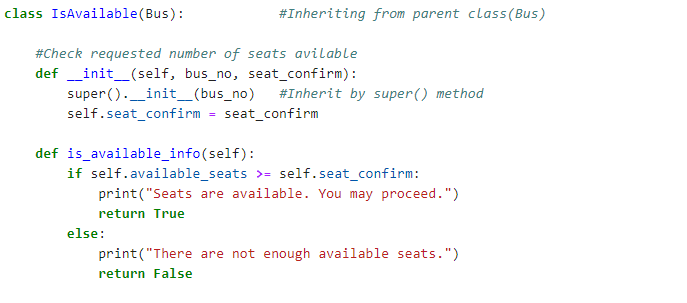 class IsAvailable(Bus):            #Inheriting from parent class(Bus)
    #Check requested number of seats avilable
    def __init__(self, bus_no, seat_confirm):
        super().__init__(bus_no)   #Inherit by super() method
        self.seat_confirm = seat_confirm
    def is_available_info(self):
        if self.available_seats >= self.seat_confirm:
            print("Seats are available. You may proceed.")
            return True
        else:
            print("There are not enough available seats.")
            return False